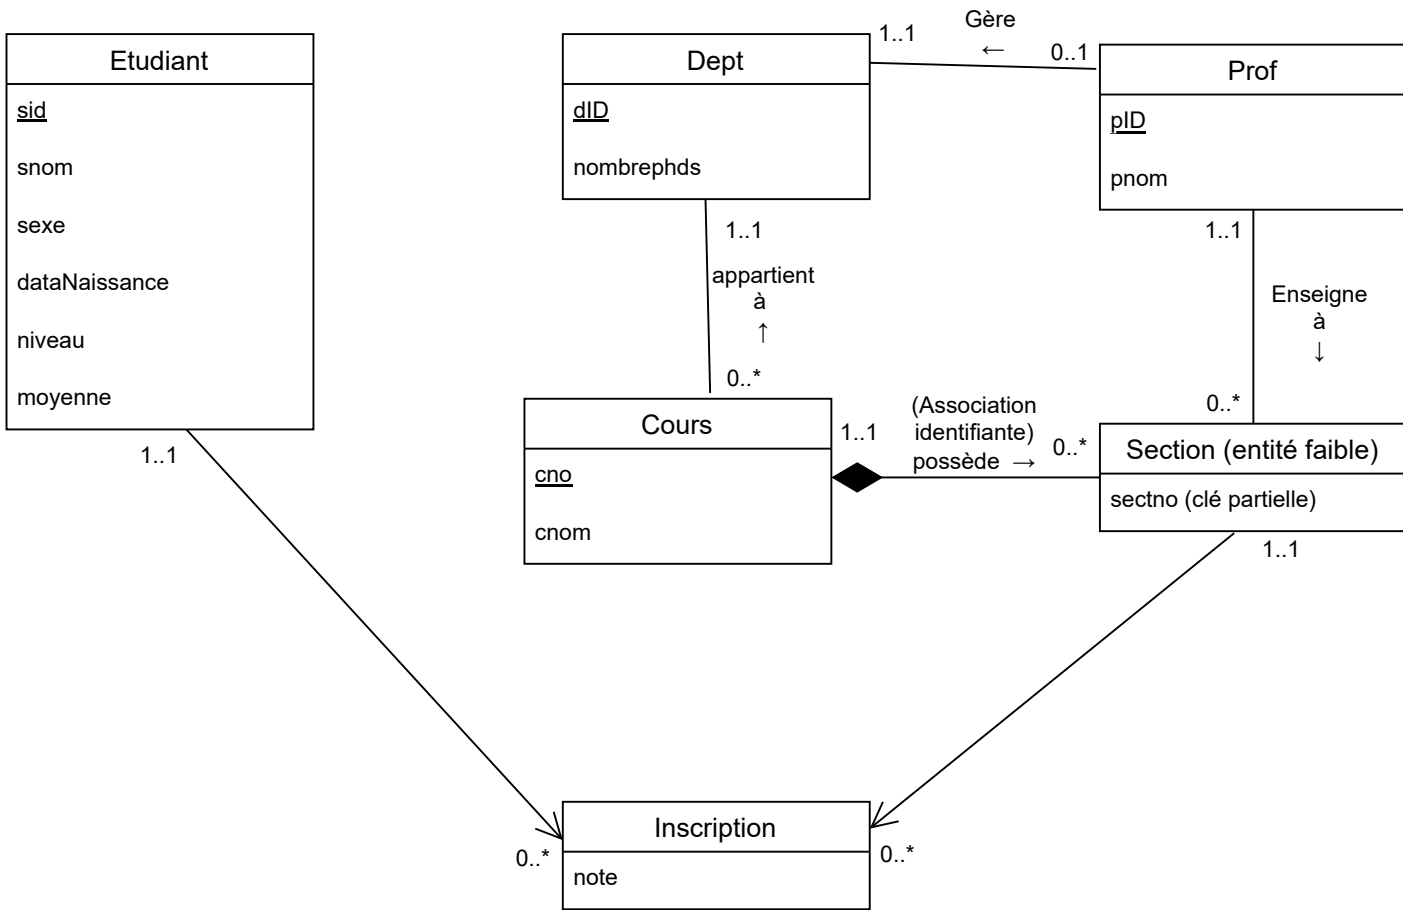 Etudiant
sid
snom
sexe
dataNaissance
niveau
moyenne
1..1
Dept
dID
nombrephds
1..1
Gère
←
0..1
Prof
pID
pnom
1..1
appartient
à
↑
0..*
1..1
Enseigne
à
↓
0..*
Cours
cno
cnom
1..1
(Association
identifiante)
possède →
0..*
Section (entité faible)
sectno (clé partielle)
1..1
Inscription
note
0..*
0..*